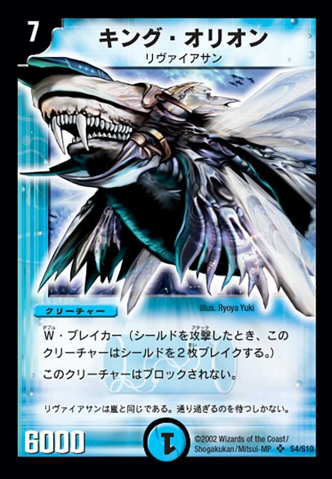 7
キング・オリオン
リヴァイアサン
illus. Ryoya Yuki
クリーチャー
W・ブレイカー（シールドを攻撃したとき、この
クリーチャーはシールドを2枚ブレイクする。）
このクリーチャーはブロックされない。
リヴァイアサンは嵐と同じである。通り過ぎるのを待つしかない。
6000
1
©2002 Wizards of the Coast/
Shogakukan/Mitsui-MP S4/S10